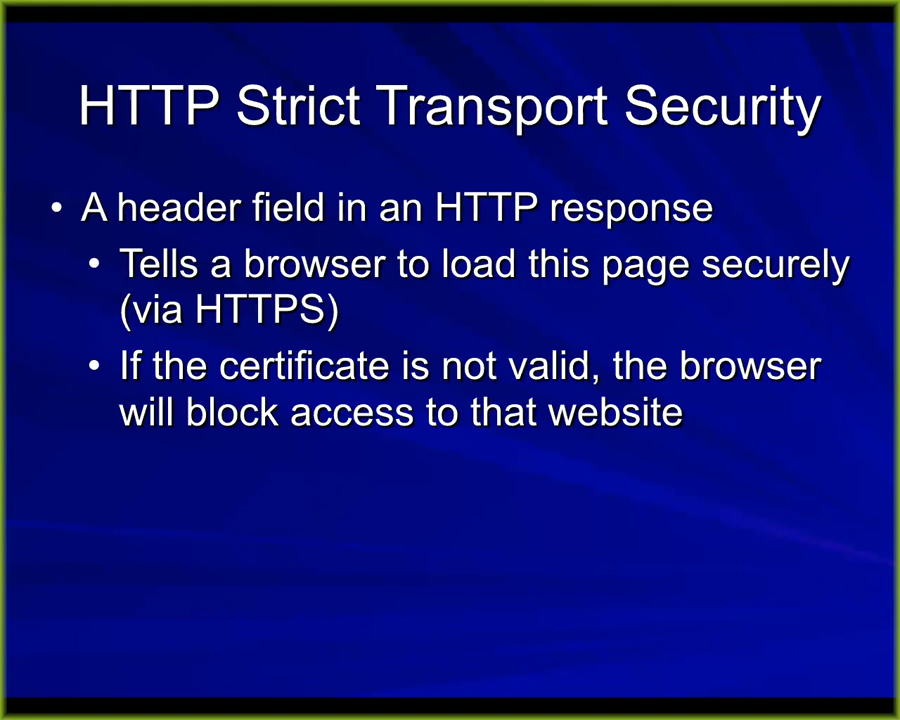 HTTP Strict Transport Security
• A header field in an HTTP response
• Tells a browser to load this page securely
(via HTTPS)
• If the certificate is not valid, the browser
will block access to that website